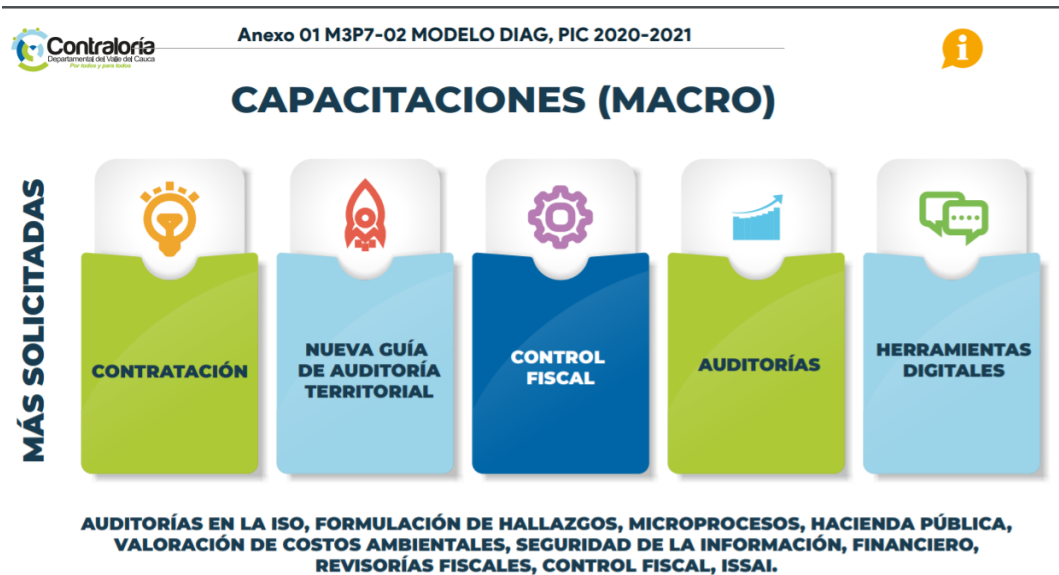 Contraloría
Departamental del Valle del Cauca
Por todos y para todos
Anexo 01 M3P7-02 MODELO DIAG, PIC 2020-2021
i
CAPACITACIONES (MACRO)
MÁS SOLICITADAS
CONTRATACIÓN
NUEVA GUÍA
DE AUDITORÍA
TERRITORIAL
CONTROL
FISCAL
AUDITORÍAS
HERRAMIENTAS
DIGITALES
AUDITORÍAS EN LA ISO, FORMULACIÓN DE HALLAZGOS, MICROPROCESOS, HACIENDA PÚBLICA,
VALORACIÓN DE COSTOS AMBIENTALES, SEGURIDAD DE LA INFORMACIÓN, FINANCIERO,
REVISORÍAS FISCALES, CONTROL FISCAL, ISSAI.